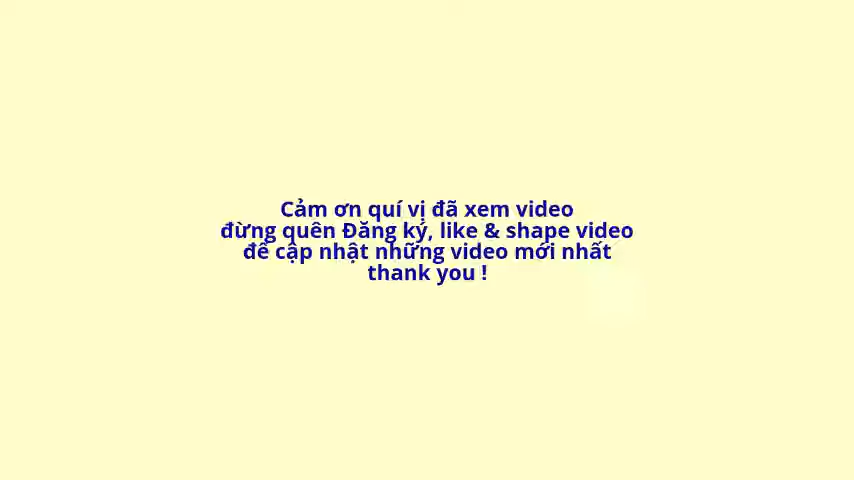 Cảm ơn quí vị đã xem video
đừng quên Đăng ký, like & shape video
để cập nhật những video mới nhất
thank you !